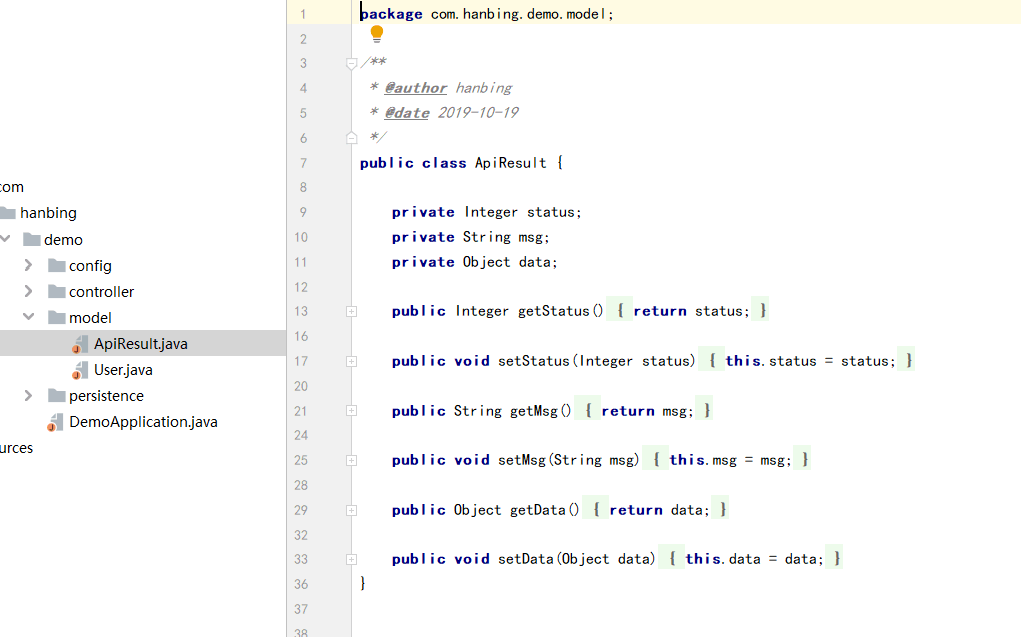 com
hanbing
demo
config
controller
model
ApiResult.java
User.java
persistence
DemoApplication.java
urces
1 package com.hanbing.demo.model;
2
3 /**
4 * @author hanbing
5 * @date 2019-10-19
6 */
7 public class ApiResult {
8
9 private Integer status;
10 private String msg;
11 private Object data;
12
13 public Integer getStatus() { return status; }
16
17 public void setStatus(Integer status) { this.status = status; }
20
21 public String getMsg() { return msg; }
24
25 public void setMsg(String msg) { this.msg = msg; }
28
29 public Object getData() { return data; }
32
33 public void setData(Object data) { this.data = data; }
36 }
37
38